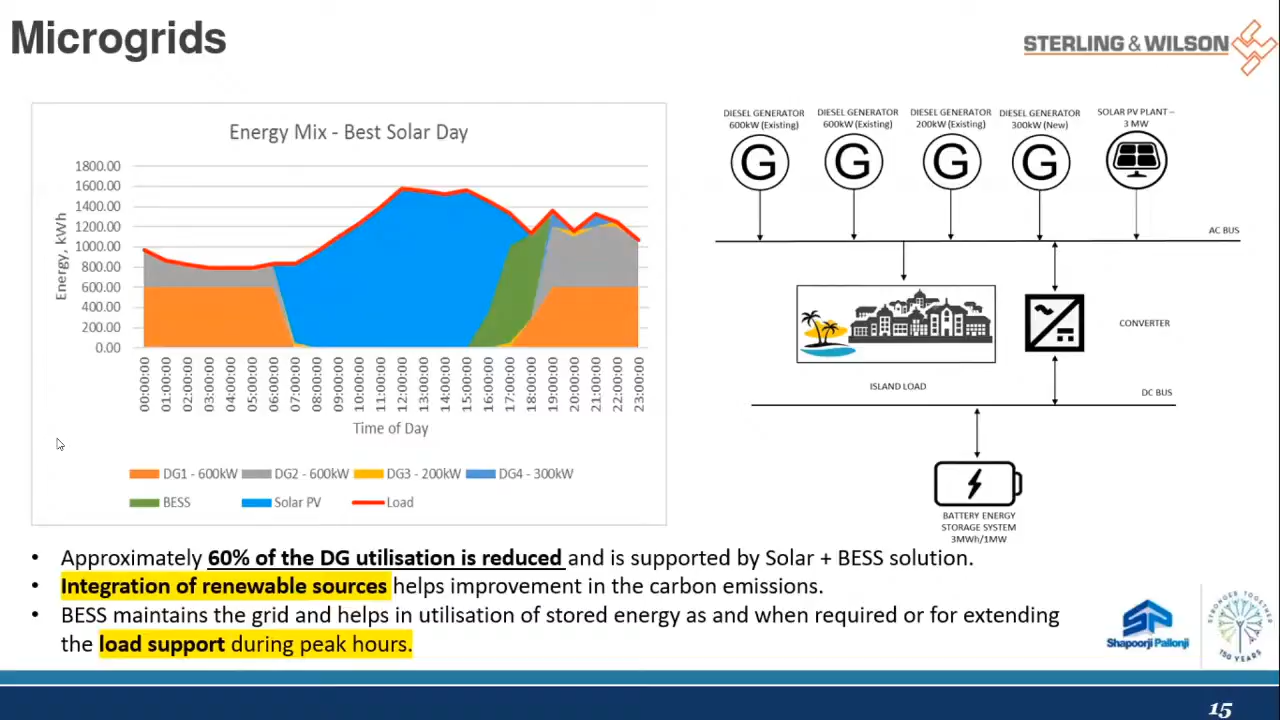 Microgrids
STERLING & WILSON
Energy Mix - Best Solar Day
1800.00
1600.00
1400.00
1200.00
1000.00
800.00
600.00
400.00
200.00
0.00
Energy, kWh
00:00:00
01:00:00
02:00:00
03:00:00
04:00:00
05:00:00
06:00:00
07:00:00
08:00:00
09:00:00
10:00:00
11:00:00
12:00:00
13:00:00
14:00:00
15:00:00
16:00:00
17:00:00
18:00:00
19:00:00
20:00:00
21:00:00
22:00:00
23:00:00
Time of Day
DG1 - 600kW DG2 - 600kW DG3 - 200kW DG4 - 300kW
BESS Solar PV Load
DIESEL GENERATOR
600kW (Existing)
DIESEL GENERATOR
600kW (Existing)
DIESEL GENERATOR
200kW (Existing)
DIESEL GENERATOR
300kW (New)
SOLAR PV PLANT –
3 MW
G
G
G
G
AC BUS
CONVERTER
ISLAND LOAD
DC BUS
BATTERY ENERGY
STORAGE SYSTEM
3MWh/1MW
• Approximately 60% of the DG utilisation is reduced and is supported by Solar + BESS solution.
• Integration of renewable sources helps improvement in the carbon emissions.
• BESS maintains the grid and helps in utilisation of stored energy as and when required or for extending
the load support during peak hours.
Shapoorji Pallonji
STRONGER TOGETHER
150 YEARS
15